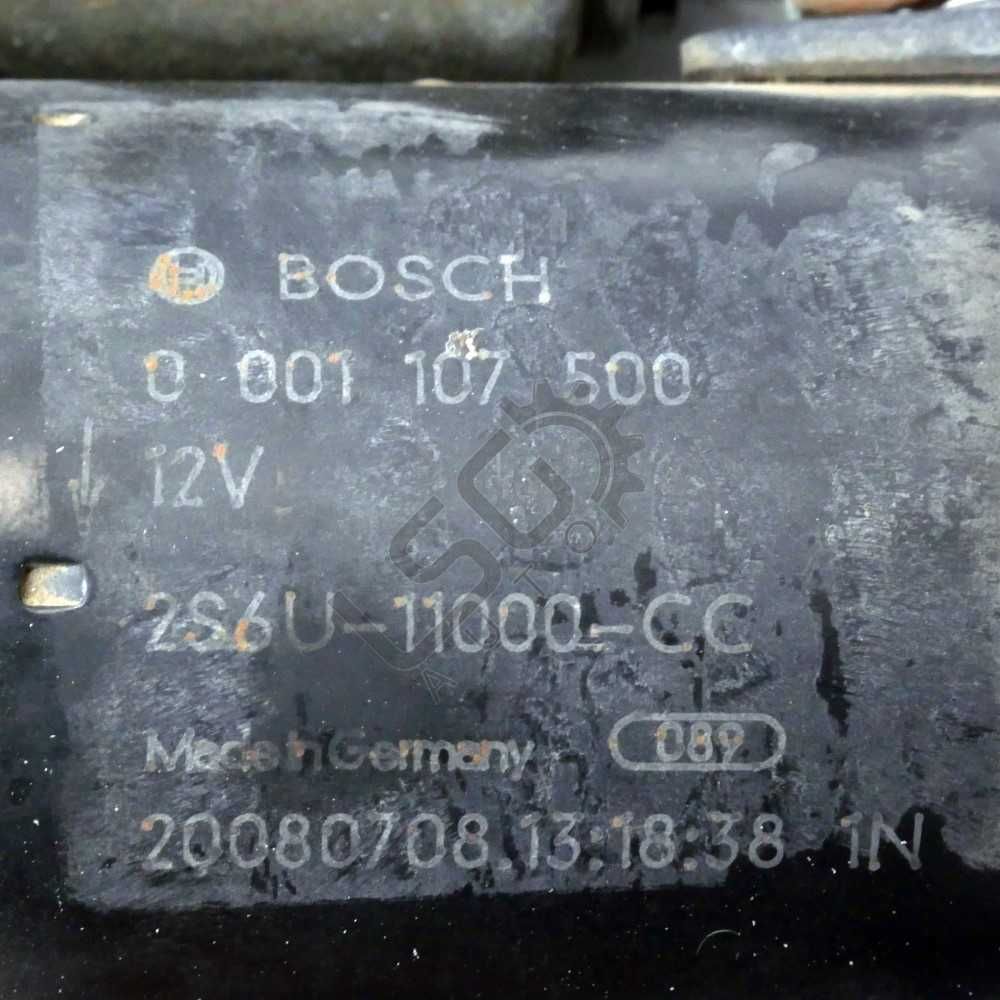 BOSCH
0 001 107 500
12V
2S6U-11000-CC
Made in Germany 089
20080708.13:18:38 1N